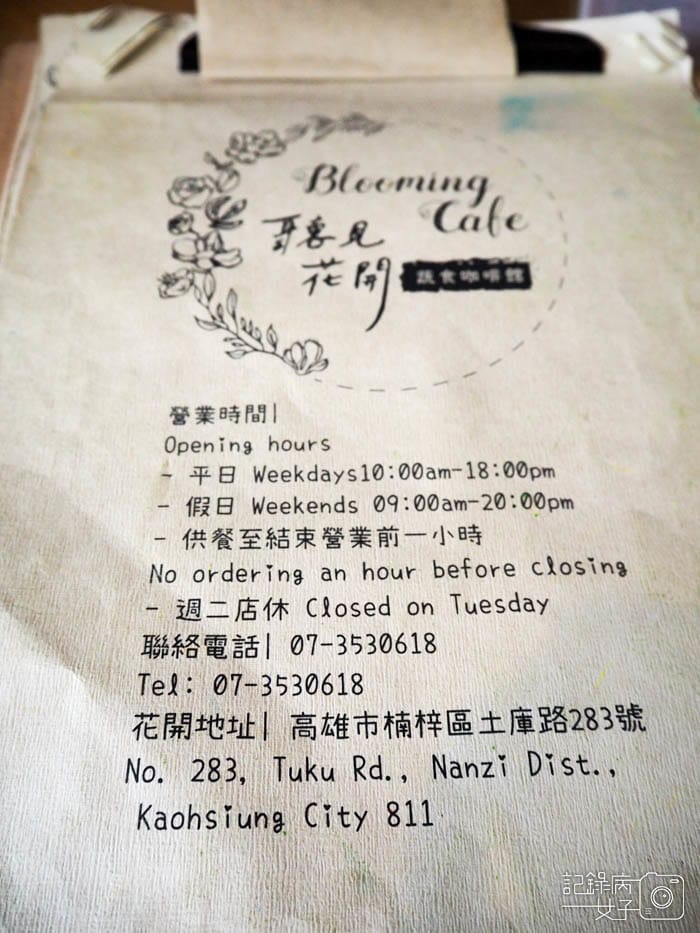 Blooming
Cafe
聽見
花開
蔬食咖啡館
營業時間|
Opening hours
- 平日 Weekdays10:00am-18:00pm
- 假日 Weekends 09:00am-20:00pm
- 供餐至結束營業前一小時
No ordering an hour before closing
- 週二店休 Closed on Tuesday
聯絡電話| 07-3530618
Tel: 07-3530618
花開地址| 高雄市楠梓區土庫路283號
No. 283, Tuku Rd., Nanzi Dist.,
Kaohsiung City 811
記錄病
女子